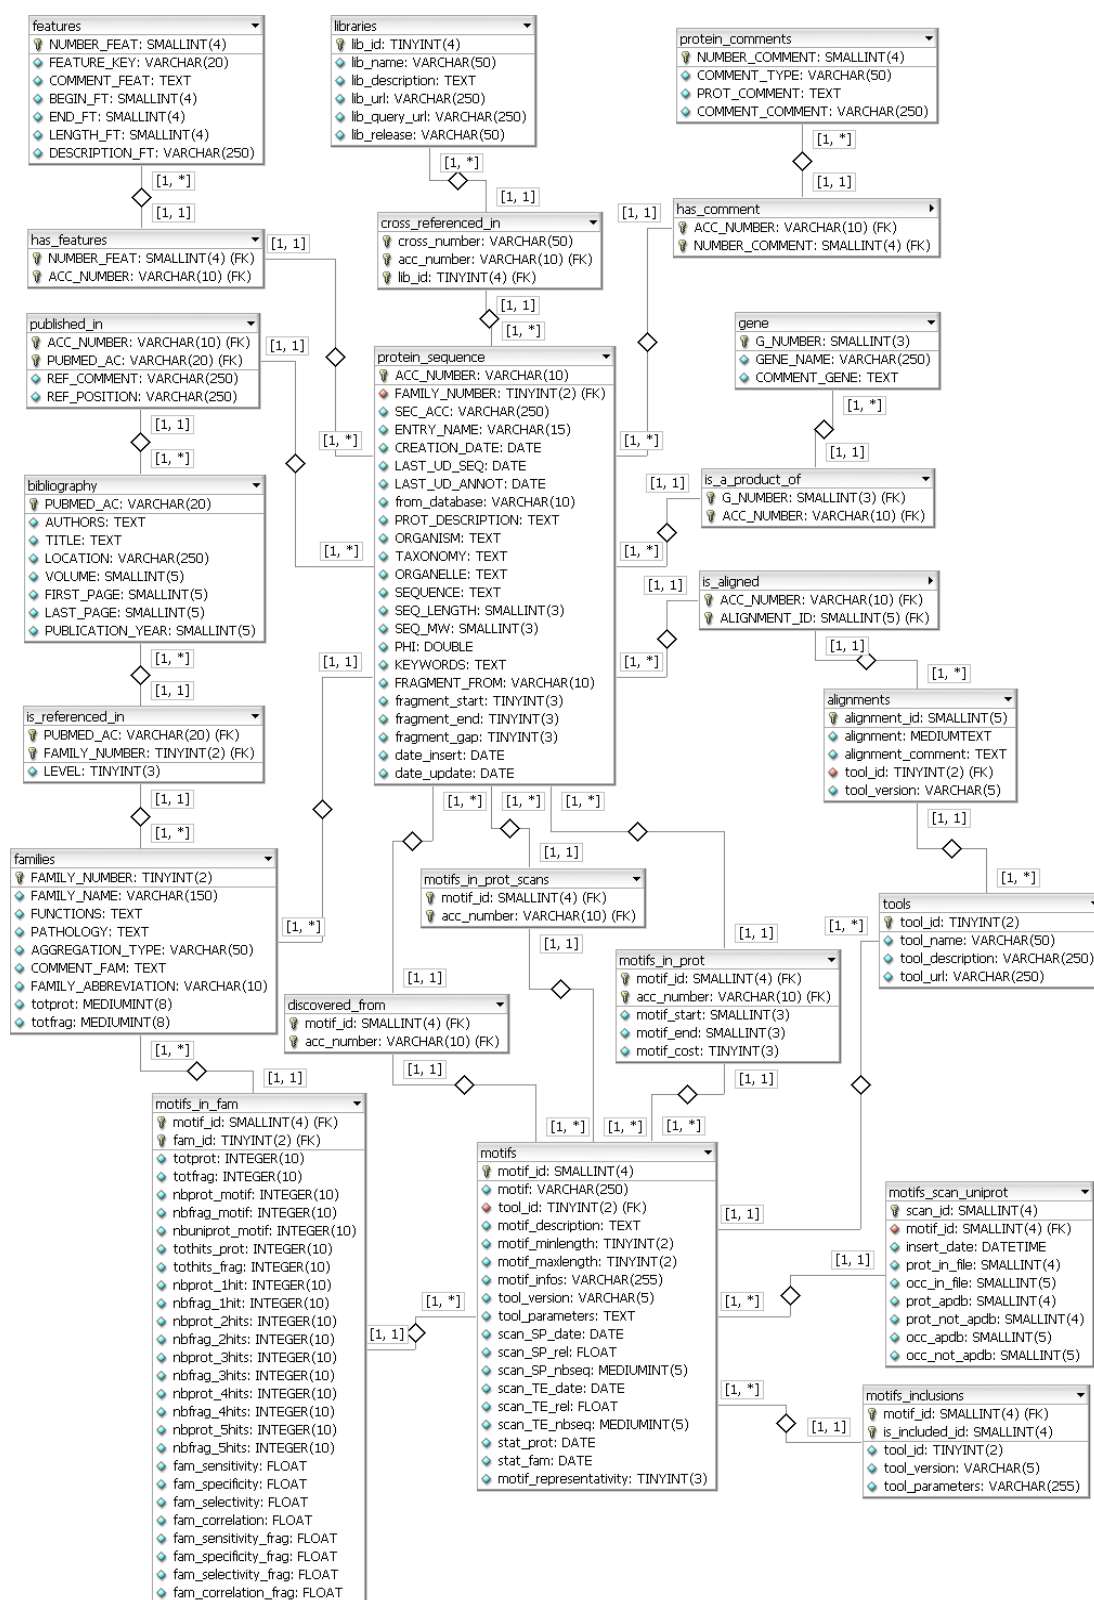 features
NUMBER_FEAT: SMALLINT(4)
FEATURE_KEY: VARCHAR(20)
COMMENT_FEAT: TEXT
BEGIN_FT: SMALLINT(4)
END_FT: SMALLINT(4)
LENGTH_FT: SMALLINT(4)
DESCRIPTION_FT: VARCHAR(250)
[1, *]
[1, 1]
libraries
lib_id: TINYINT(4)
lib_name: VARCHAR(50)
lib_description: TEXT
lib_url: VARCHAR(250)
lib_query_url: VARCHAR(250)
lib_release: VARCHAR(50)
[1, *]
[1, 1]
protein_comments
NUMBER_COMMENT: SMALLINT(4)
COMMENT_TYPE: VARCHAR(50)
PROT_COMMENT: TEXT
COMMENT_COMMENT: VARCHAR(250)
[1, *]
[1, 1]
has_features
NUMBER_FEAT: SMALLINT(4) (FK)
ACC_NUMBER: VARCHAR(10) (FK)
[1, 1]
cross_referenced_in
cross_number: VARCHAR(50)
acc_number: VARCHAR(10) (FK)
lib_id: TINYINT(4) (FK)
[1, 1]
[1, *]
[1, 1]
has_comment
ACC_NUMBER: VARCHAR(10) (FK)
NUMBER_COMMENT: SMALLINT(4) (FK)
published_in
ACC_NUMBER: VARCHAR(10) (FK)
PUBMED_AC: VARCHAR(20) (FK)
REF_COMMENT: VARCHAR(250)
REF_POSITION: VARCHAR(250)
[1, 1]
[1, 1]
[1, *]
protein_sequence
ACC_NUMBER: VARCHAR(10)
FAMILY_NUMBER: TINYINT(2) (FK)
SEC_ACC: VARCHAR(250)
ENTRY_NAME: VARCHAR(15)
CREATION_DATE: DATE
LAST_UD_SEQ: DATE
LAST_UD_ANNOT: DATE
from_database: VARCHAR(10)
PROT_DESCRIPTION: TEXT
ORGANISM: TEXT
TAXONOMY: TEXT
ORGANELLE: TEXT
SEQUENCE: TEXT
SEQ_LENGTH: SMALLINT(3)
SEQ_MW: SMALLINT(3)
PHI: DOUBLE
KEYWORDS: TEXT
FRAGMENT_FROM: VARCHAR(10)
fragment_start: TINYINT(3)
fragment_end: TINYINT(3)
fragment_gap: TINYINT(3)
date_insert: DATE
date_update: DATE
[1, *]
[1, *]
[1, *]
[1, *]
[1, *]
[1, *]
[1, *] [1, *] [1, *]
gene
G_NUMBER: SMALLINT(3)
GENE_NAME: VARCHAR(250)
COMMENT_GENE: TEXT
[1, *]
[1, 1]
is_a_product_of
G_NUMBER: SMALLINT(3) (FK)
ACC_NUMBER: VARCHAR(10) (FK)
[1, 1]
bibliography
PUBMED_AC: VARCHAR(20)
AUTHORS: TEXT
TITLE: TEXT
LOCATION: VARCHAR(250)
VOLUME: SMALLINT(5)
FIRST_PAGE: SMALLINT(5)
LAST_PAGE: SMALLINT(5)
PUBLICATION_YEAR: SMALLINT(5)
[1, *]
[1, 1]
[1, 1]
is_aligned
ACC_NUMBER: VARCHAR(10) (FK)
ALIGNMENT_ID: SMALLINT(5) (FK)
[1, 1]
[1, 1]
[1, *]
alignments
alignment_id: SMALLINT(5)
alignment: MEDIUMTEXT
alignment_comment: TEXT
tool_id: TINYINT(2) (FK)
tool_version: VARCHAR(5)
[1, 1]
[1, *]
is_referenced_in
PUBMED_AC: VARCHAR(20) (FK)
FAMILY_NUMBER: TINYINT(2) (FK)
LEVEL: TINYINT(3)
[1, 1]
[1, *]
families
FAMILY_NUMBER: TINYINT(2)
FAMILY_NAME: VARCHAR(150)
FUNCTIONS: TEXT
PATHOLOGY: TEXT
AGGREGATION_TYPE: VARCHAR(50)
COMMENT_FAM: TEXT
FAMILY_ABBREVIATION: VARCHAR(10)
totprot: MEDIUMINT(8)
totfrag: MEDIUMINT(8)
[1, *]
[1, *]
[1, 1]
[1, 1]
motifs_in_prot_scans
motif_id: SMALLINT(4) (FK)
acc_number: VARCHAR(10) (FK)
[1, 1]
tools
tool_id: TINYINT(2)
tool_name: VARCHAR(50)
tool_description: VARCHAR(250)
tool_url: VARCHAR(250)
[1, *]
[1, 1]
motifs_in_prot
motif_id: SMALLINT(4) (FK)
acc_number: VARCHAR(10) (FK)
motif_start: SMALLINT(3)
motif_end: SMALLINT(3)
motif_cost: TINYINT(3)
[1, 1]
[1, 1]
discovered_from
motif_id: SMALLINT(4) (FK)
acc_number: VARCHAR(10) (FK)
[1, 1]
[1, *] [1, *] [1, *]
motifs_in_fam
motif_id: SMALLINT(4) (FK)
fam_id: TINYINT(2) (FK)
totprot: INTEGER(10)
totfrag: INTEGER(10)
nbprot_motif: INTEGER(10)
nbfrag_motif: INTEGER(10)
nbuniprot_motif: INTEGER(10)
tothits_prot: INTEGER(10)
tothits_frag: INTEGER(10)
nbprot_1hit: INTEGER(10)
nbfrag_1hit: INTEGER(10)
nbprot_2hits: INTEGER(10)
nbfrag_2hits: INTEGER(10)
nbprot_3hits: INTEGER(10)
nbfrag_3hits: INTEGER(10)
nbprot_4hits: INTEGER(10)
nbfrag_4hits: INTEGER(10)
nbprot_5hits: INTEGER(10)
nbfrag_5hits: INTEGER(10)
fam_sensitivity: FLOAT
fam_specificity: FLOAT
fam_selectivity: FLOAT
fam_correlation: FLOAT
fam_sensitivity_frag: FLOAT
fam_specificity_frag: FLOAT
fam_selectivity_frag: FLOAT
fam_correlation_frag: FLOAT
[1, *]
[1, 1]
motifs
motif_id: SMALLINT(4)
motif: VARCHAR(250)
tool_id: TINYINT(2) (FK)
motif_description: TEXT
motif_minlength: TINYINT(2)
motif_maxlength: TINYINT(2)
motif_infos: VARCHAR(255)
tool_version: VARCHAR(5)
tool_parameters: TEXT
scan_SP_date: DATE
scan_SP_rel: FLOAT
scan_SP_nbseq: MEDIUMINT(5)
scan_TE_date: DATE
scan_TE_rel: FLOAT
scan_TE_nbseq: MEDIUMINT(5)
stat_prot: DATE
stat_fam: DATE
motif_representativity: TINYINT(3)
[1, 1]
[1, *]
[1, 1]
[1, *]
[1, 1]
motifs_scan_uniprot
scan_id: SMALLINT(4)
motif_id: SMALLINT(4) (FK)
insert_date: DATETIME
prot_in_file: SMALLINT(4)
occ_in_file: SMALLINT(5)
prot_apdb: SMALLINT(4)
prot_not_apdb: SMALLINT(4)
occ_apdb: SMALLINT(5)
occ_not_apdb: SMALLINT(5)
motifs_inclusions
motif_id: SMALLINT(4) (FK)
is_included_id: SMALLINT(4)
tool_id: TINYINT(2)
tool_version: VARCHAR(5)
tool_parameters: VARCHAR(255)